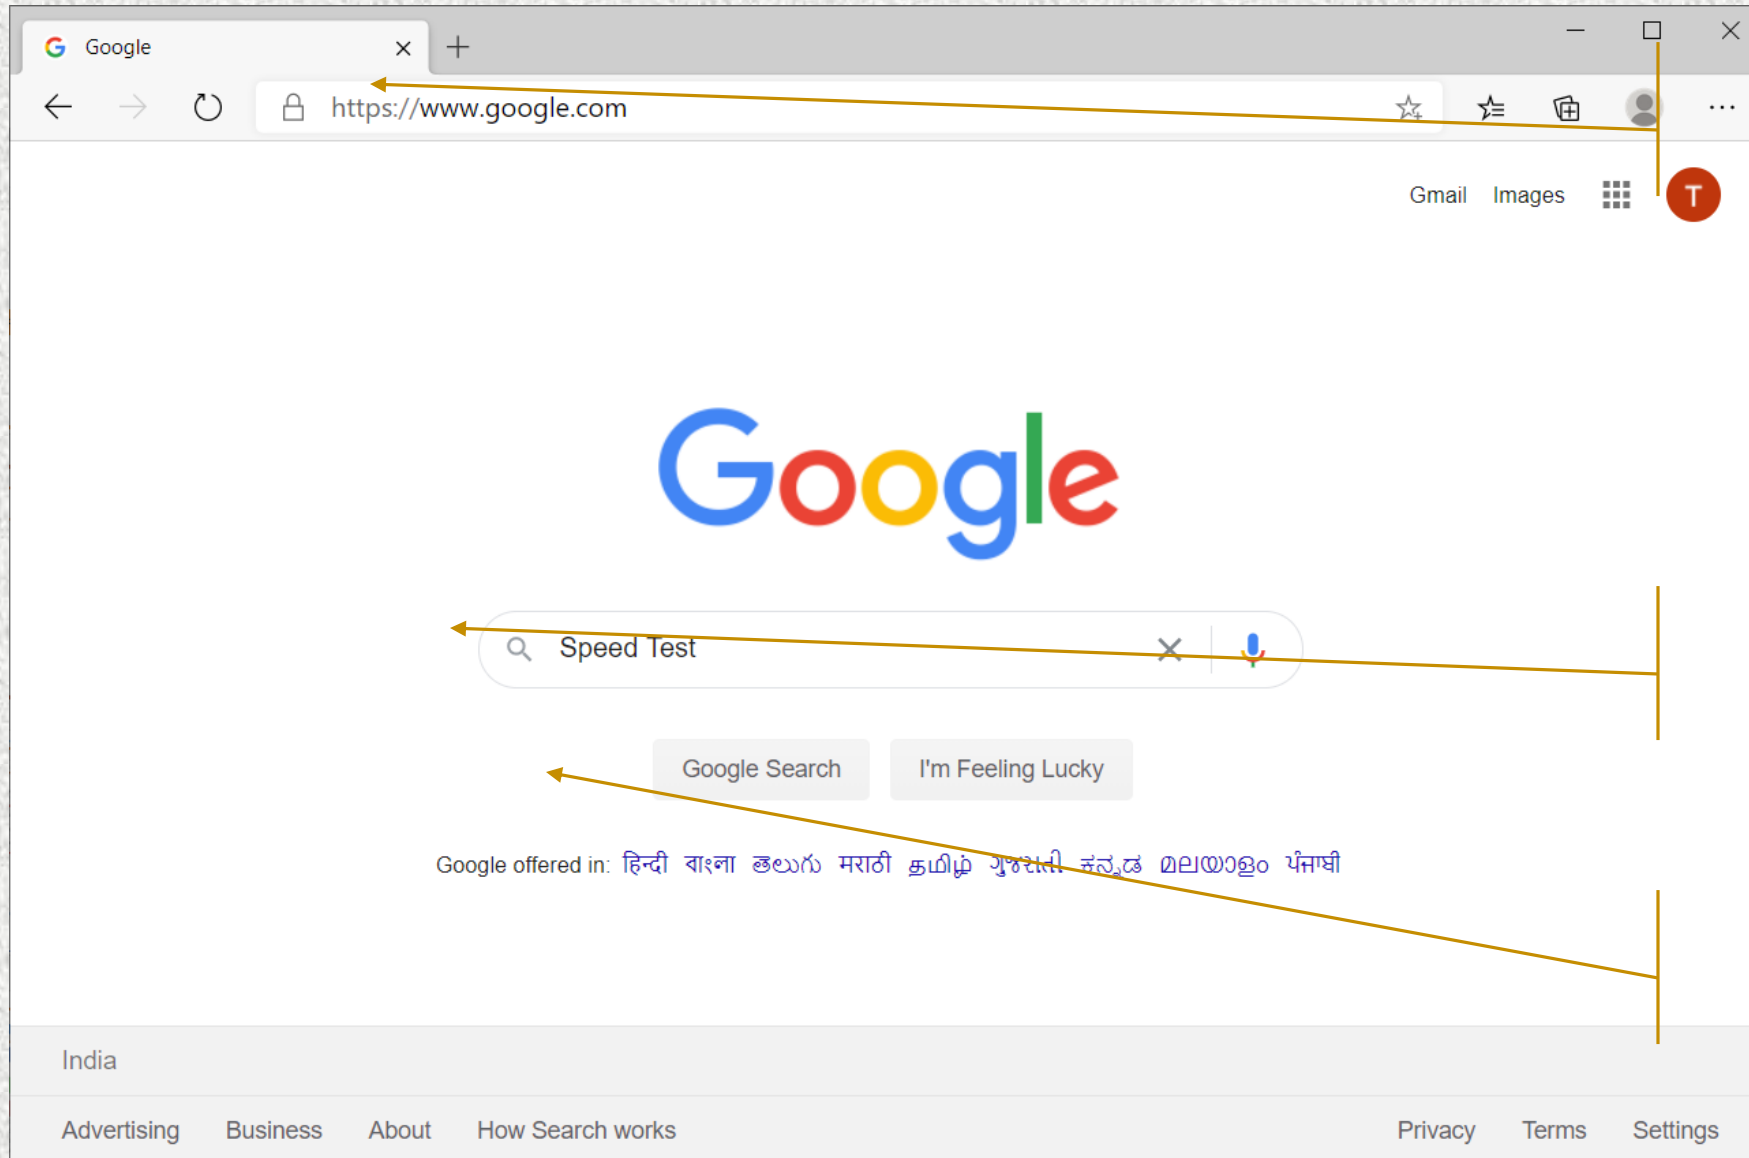 Google
https://www.google.com
Gmail Images
T
Google
Speed Test
Google Search I'm Feeling Lucky
Google offered in: हिन्दी বাংলা తెలుగు मराठी தமிழ் ગુજરાતી ಕನ್ನಡ മലയാളം ਪੰਜਾਬੀ
India
Advertising Business About How Search works Privacy Terms Settings